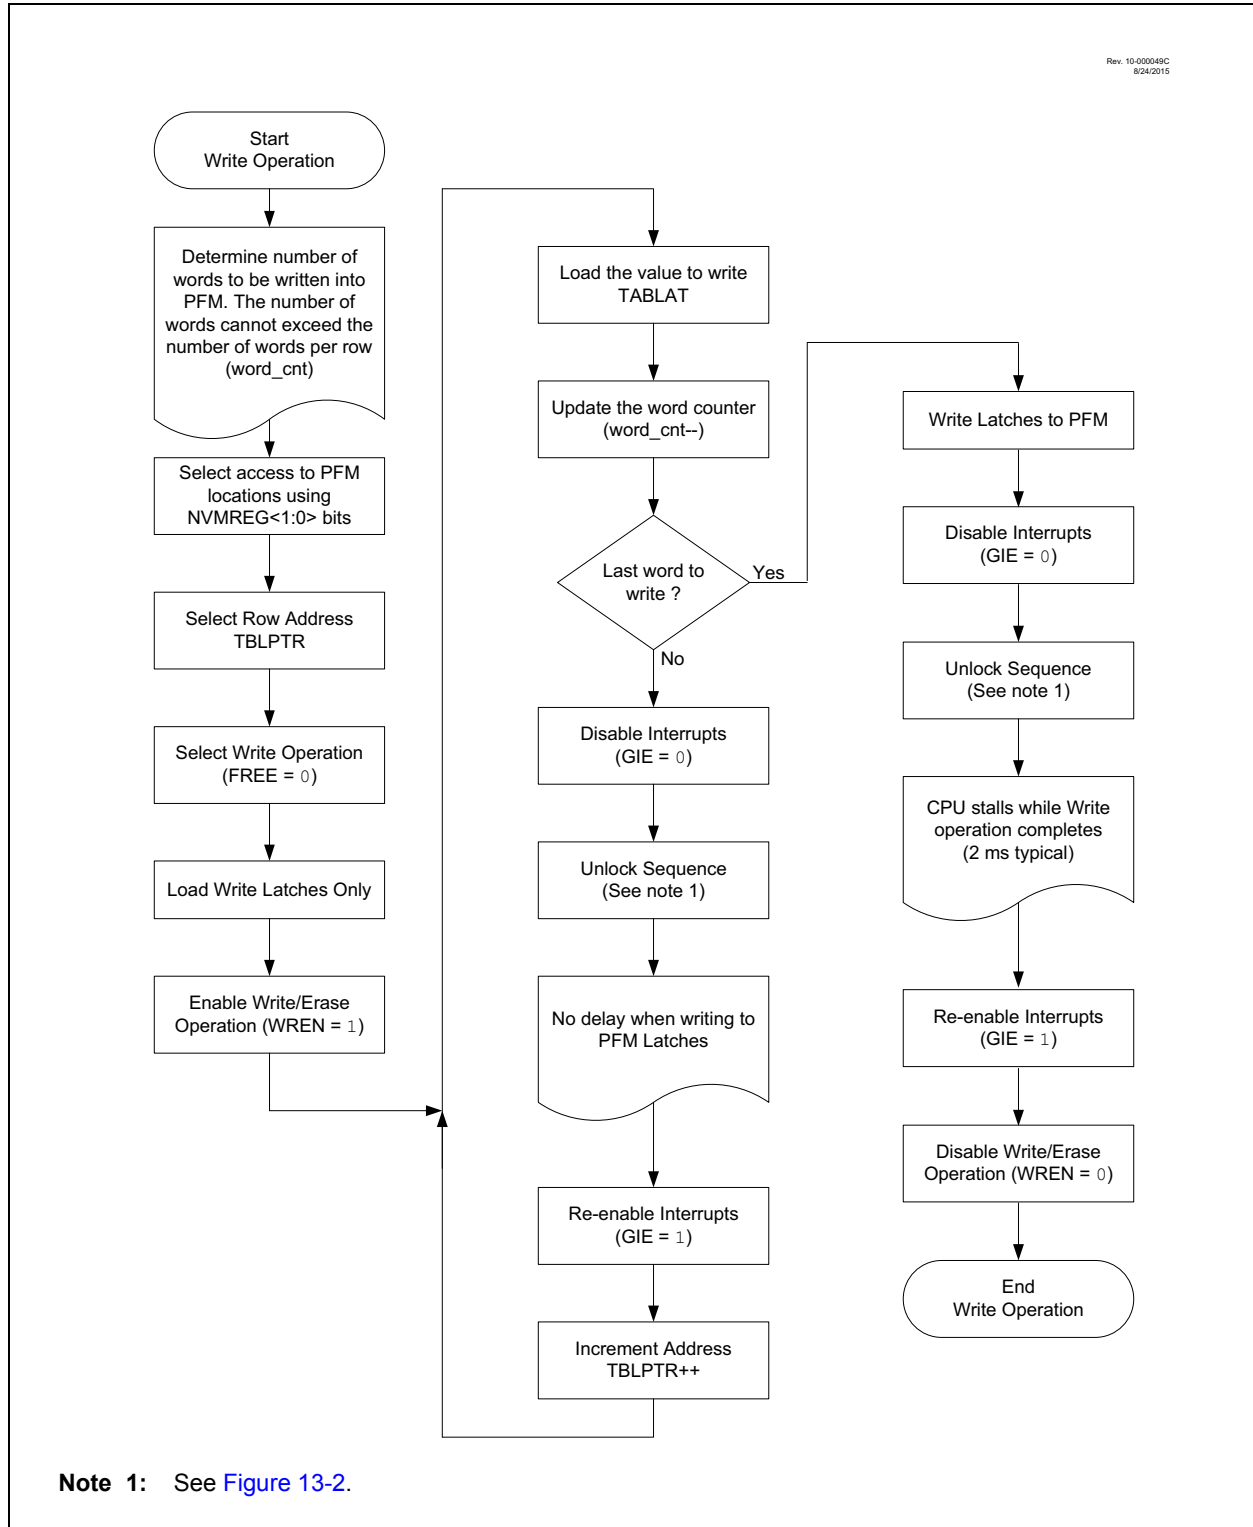 Rev. 10-000049C
8/24/2015
Start
Write Operation
Determine number of
words to be written into
PFM. The number of
words cannot exceed the
number of words per row
(word_cnt)
Select access to PFM
locations using
NVMREG<1:0> bits
Select Row Address
TBLPTR
Select Write Operation
(FREE = 0)
Load Write Latches Only
Enable Write/Erase
Operation (WREN = 1)
Load the value to write
TABLAT
Update the word counter
(word_cnt--)
Last word to
write ?
Yes
No
Disable Interrupts
(GIE = 0)
Unlock Sequence
(See note 1)
No delay when writing to
PFM Latches
Re-enable Interrupts
(GIE = 1)
Increment Address
TBLPTR++
Write Latches to PFM
Disable Interrupts
(GIE = 0)
Unlock Sequence
(See note 1)
CPU stalls while Write
operation completes
(2 ms typical)
Re-enable Interrupts
(GIE = 1)
Disable Write/Erase
Operation (WREN = 0)
End
Write Operation
Note 1: See Figure 13-2.